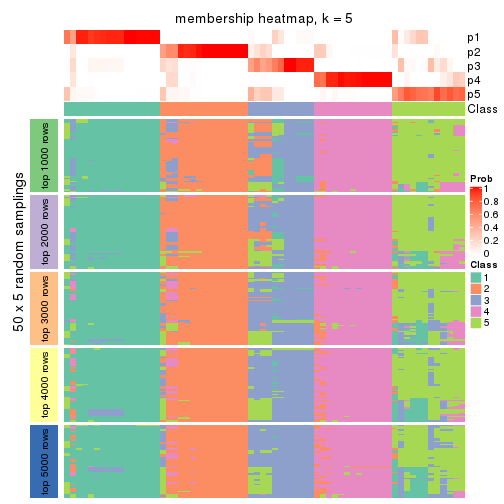 membership heatmap, k = 5
p1
p2
p3
p4
p5
Class
50 x 5 random samplings
top 1000 rows
top 2000 rows
top 3000 rows
top 4000 rows
top 5000 rows
Prob
1
0.8
0.6
0.4
0.2
0
Class
1
2
3
4
5